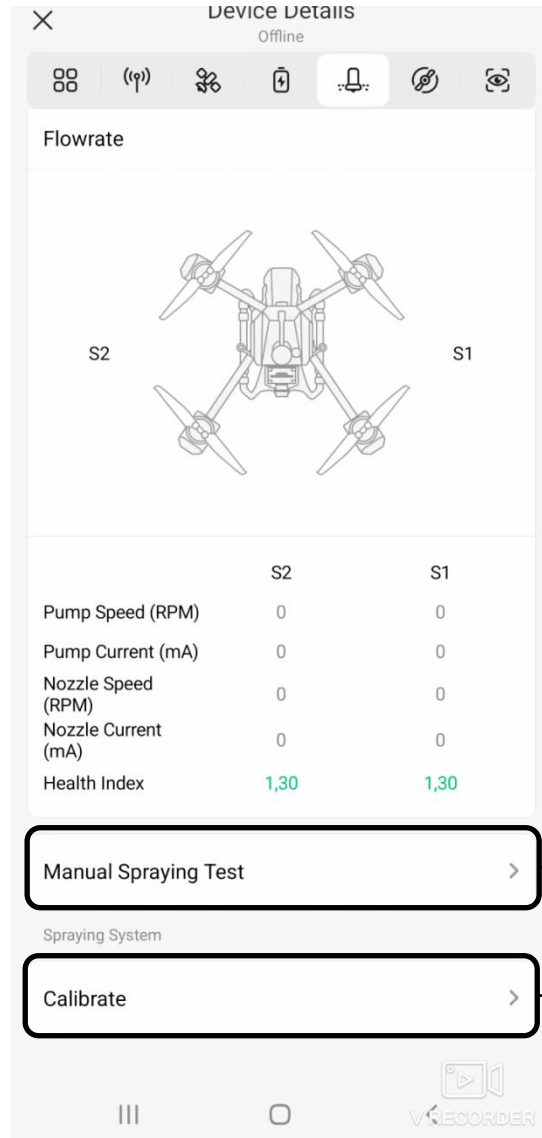 Device Details
Offline
Flowrate
S2 S1
S2 S1
Pump Speed (RPM) 0 0
Pump Current (mA) 0 0
Nozzle Speed
(RPM) 0 0
Nozzle Current
(mA) 0 0
Health Index 1,30 1,30
Manual Spraying Test
Spraying System
Calibrate
V RECORDER